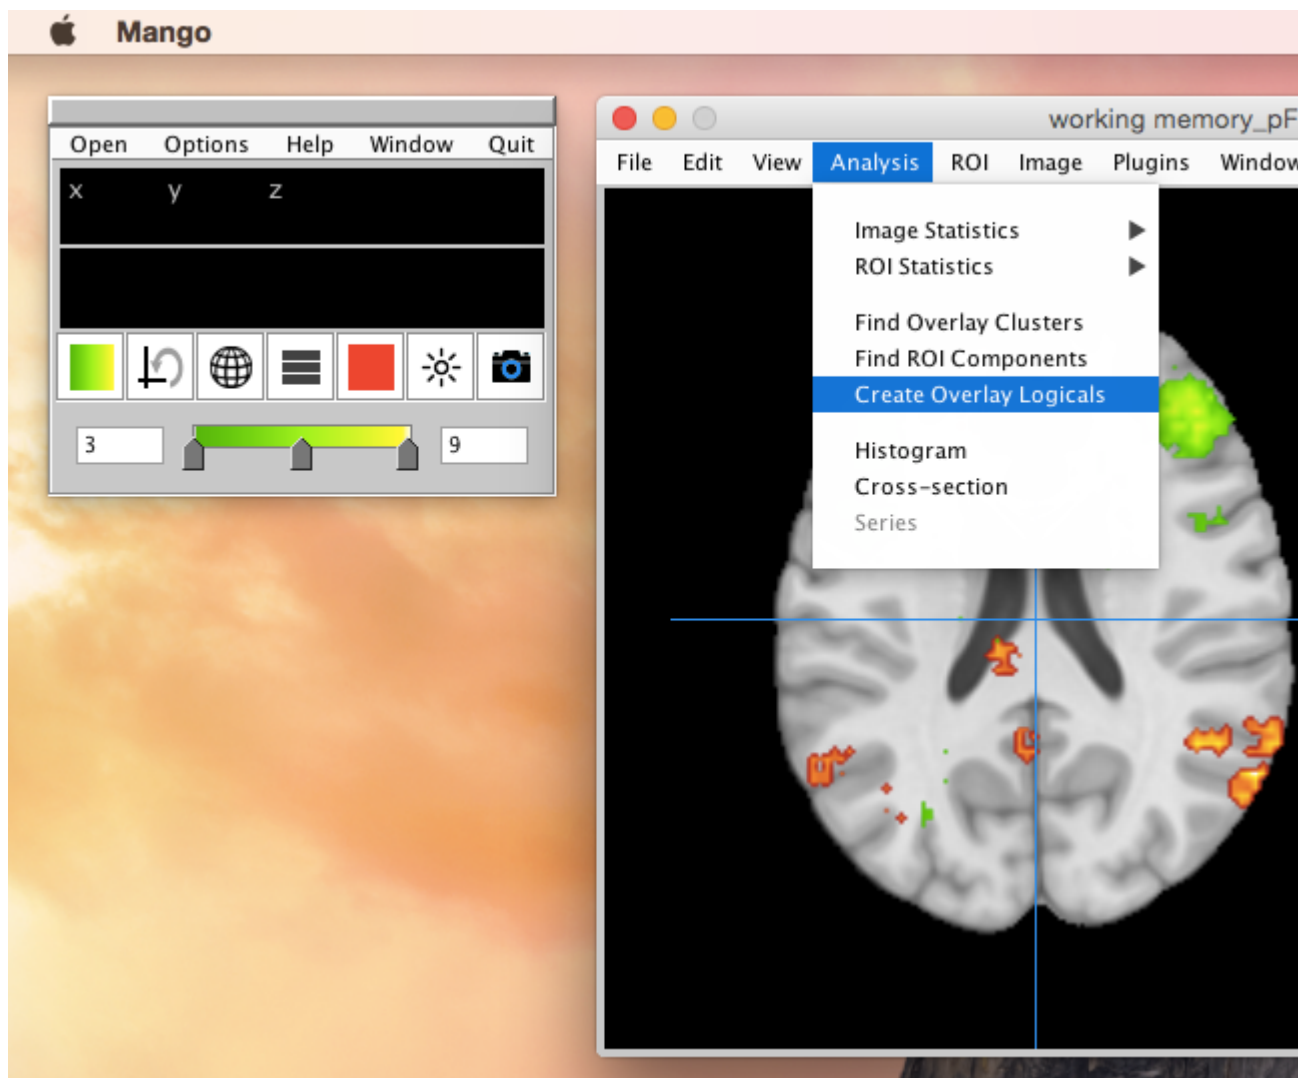 Mango
Open Options Help Window Quit
x y z
3 9
working memory_pF
File Edit View Analysis ROI Image Plugins Window
Image Statistics
ROI Statistics
Find Overlay Clusters
Find ROI Components
Create Overlay Logicals
Histogram
Cross-section
Series